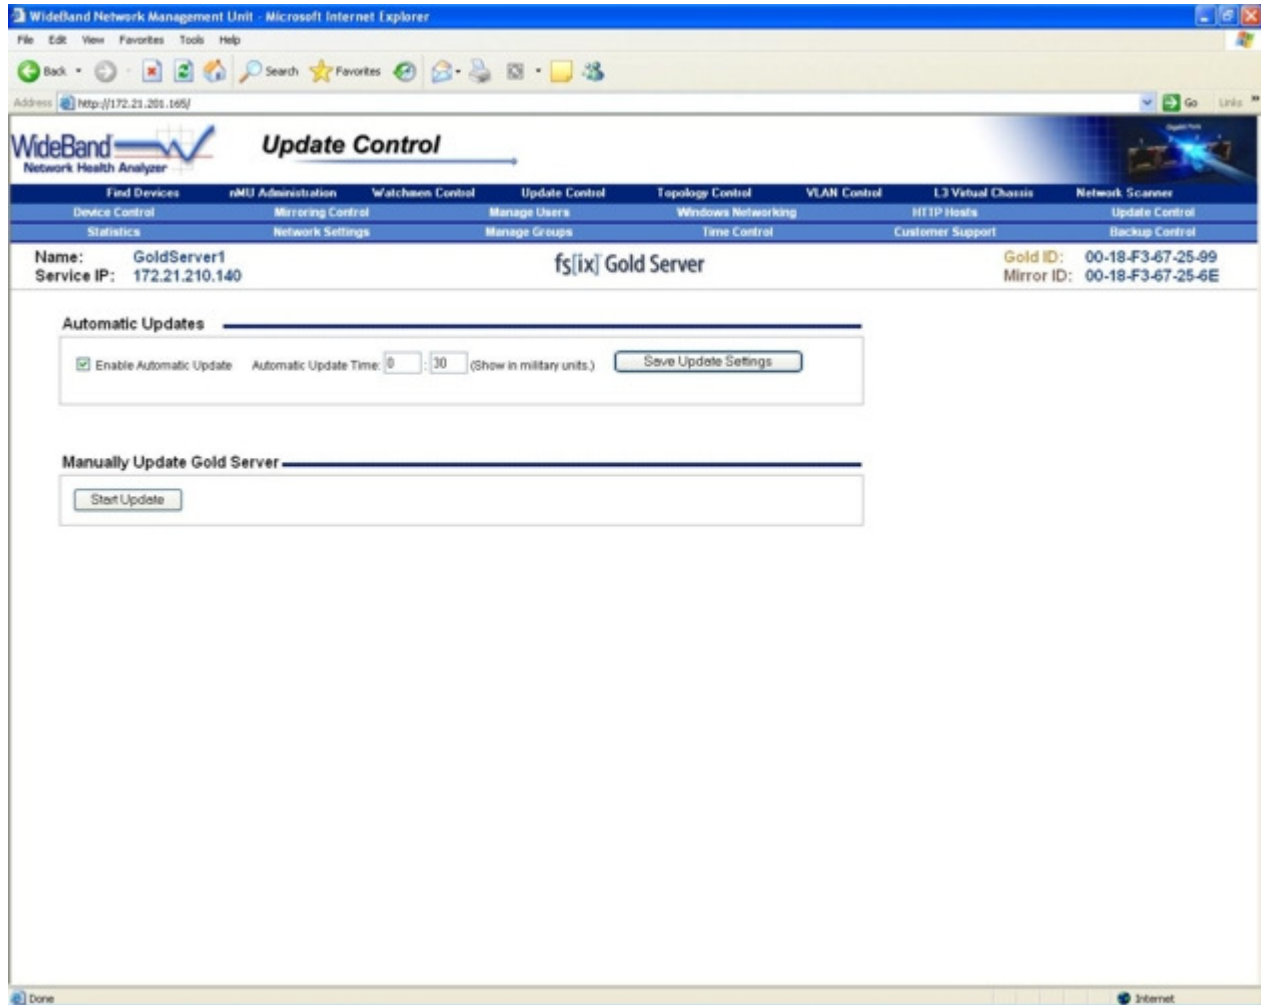 WideBand Network Management Unit - Microsoft Internet Explorer
File Edit View Favorites Tools Help
Back Search Favorites
Address http://172.21.201.165/ Go Links »
WideBand
Network Health Analyzer
Update Control
Gigabit Ports
Find Devices nMU Administration Watchmen Control Update Control Topology Control VLAN Control L3 Virtual Chassis Network Scanner
Device Control Mirroring Control Manage Users Windows Networking HTTP Hosts Update Control
Statistics Network Settings Manage Groups Time Control Customer Support Backup Control
Name: GoldServer1
Service IP: 172.21.210.140
fs[ix] Gold Server
Gold ID: 00-18-F3-67-25-99
Mirror ID: 00-18-F3-67-25-6E
Automatic Updates
Enable Automatic Update Automatic Update Time: 0 : 30 (Show in military units.) Save Update Settings
Manually Update Gold Server
Start Update
Done Internet